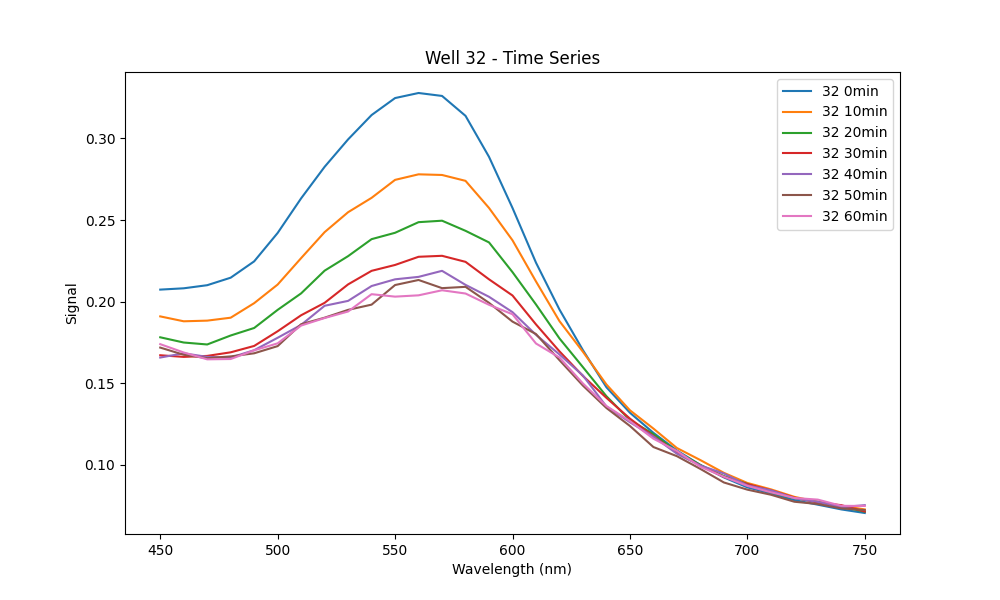 Well 32 - Time Series
Signal
0.30
0.25
0.20
0.15
0.10
450 500 550 600 650 700 750
Wavelength (nm)
32 0min
32 10min
32 20min
32 30min
32 40min
32 50min
32 60min